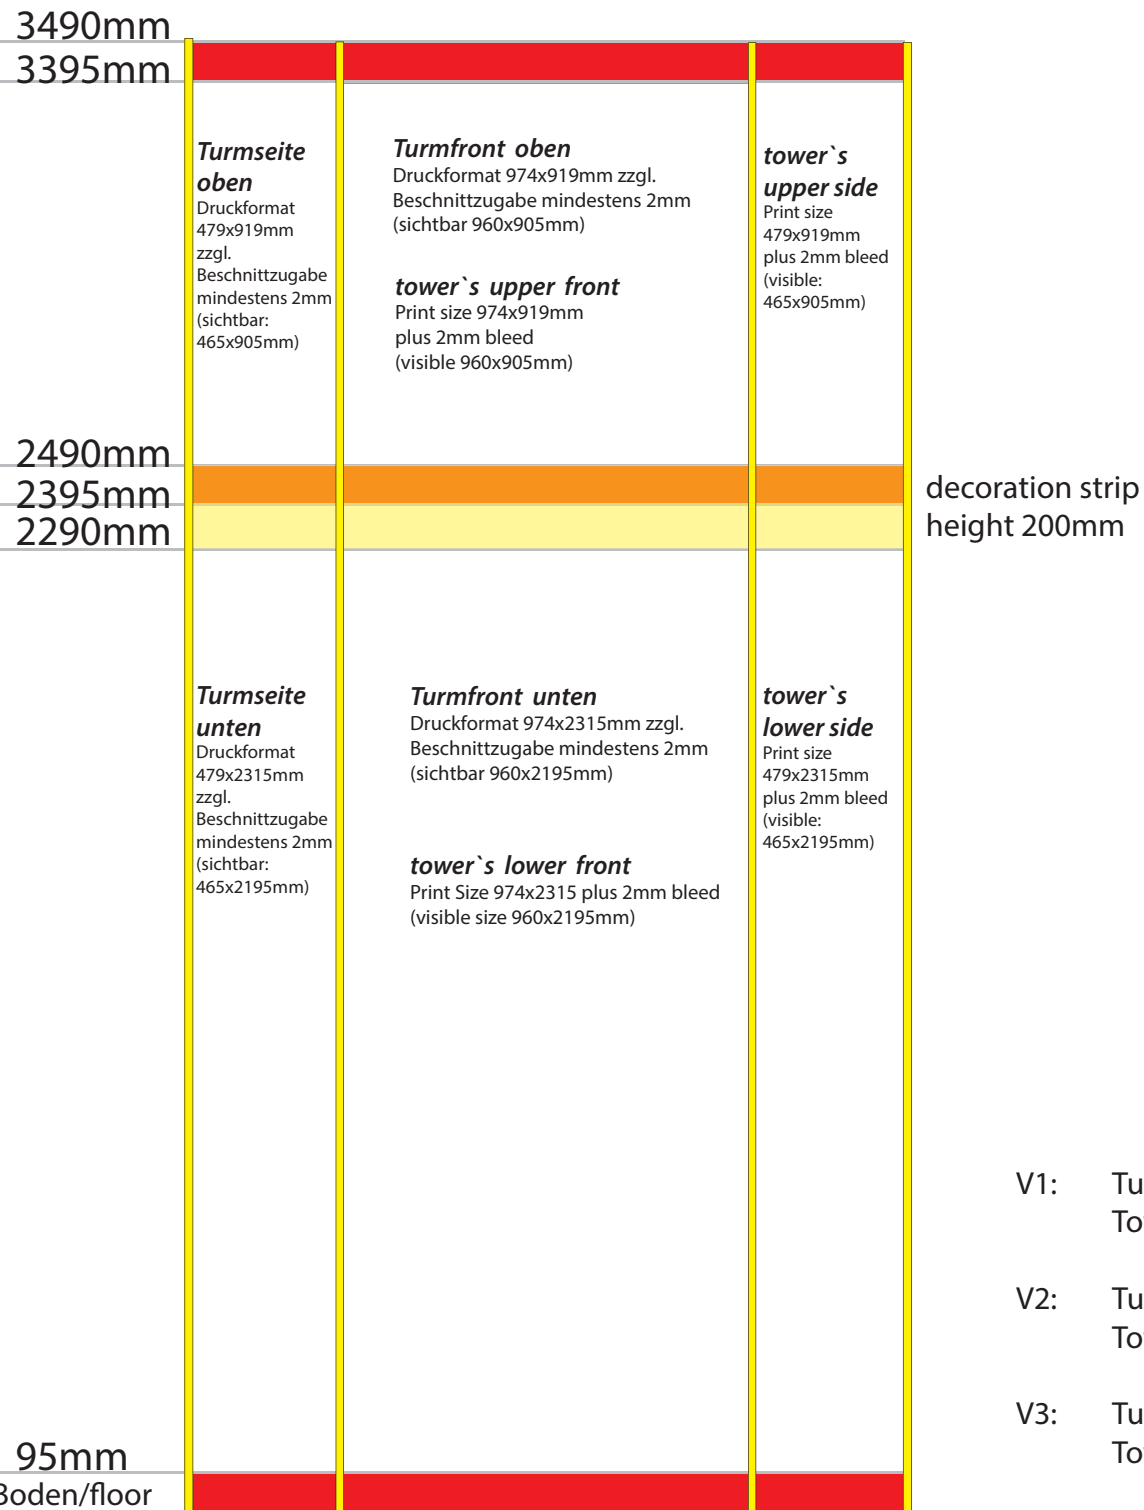 3490mm
3395mm
Turmseite
oben
Druckformat
479x919mm
zzgl.
Beschnittzugabe
mindestens 2mm
(sichtbar:
465x905mm)
Turmfront oben
Druckformat 974x919mm zzgl.
Beschnittzugabe mindestens 2mm
(sichtbar 960x905mm)
tower`s upper front
Print size 974x919mm
plus 2mm bleed
(visible 960x905mm)
tower`s
upper side
Print size
479x919mm
plus 2mm bleed
(visible:
465x905mm)
2490mm
2395mm
2290mm
decoration strip
height 200mm
Turmseite
unten
Druckformat
479x2315mm
zzgl.
Beschnittzugabe
mindestens 2mm
(sichtbar:
465x2195mm)
Turmfront unten
Druckformat 974x2315mm zzgl.
Beschnittzugabe mindestens 2mm
(sichtbar 960x2195mm)
tower`s lower front
Print Size 974x2315 plus 2mm bleed
(visible size 960x2195mm)
tower`s
lower side
Print size
479x2315mm
plus 2mm bleed
(visible:
465x2195mm)
V1:
V2:
V3:
95mm
Boden/floor